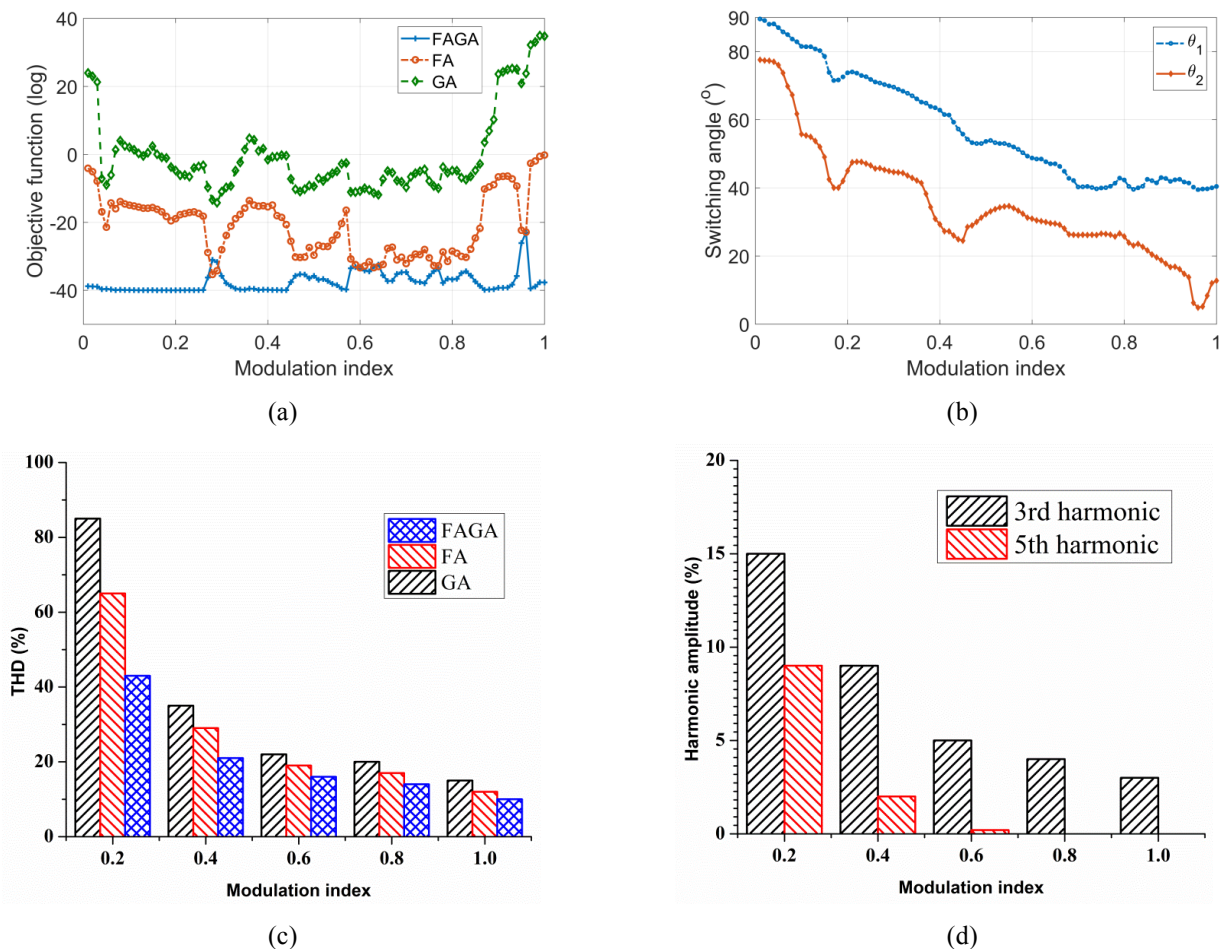 40
20
0
-20
-40
Objective function (log)
0
0.2
0.4
0.6
0.8
1
Modulation index
FAGA
FA
GA
(a)
90
80
60
40
20
0
Switching angle (°)
0
0.2
0.4
0.6
0.8
1
Modulation index
θ1
θ2
(b)
100
80
60
40
20
0
THD (%)
0.2
0.4
0.6
0.8
1.0
Modulation index
FAGA
FA
GA
(c)
20
15
10
5
0
Harmonic amplitude (%)
0.2
0.4
0.6
0.8
1.0
Modulation index
3rd harmonic
5th harmonic
(d)